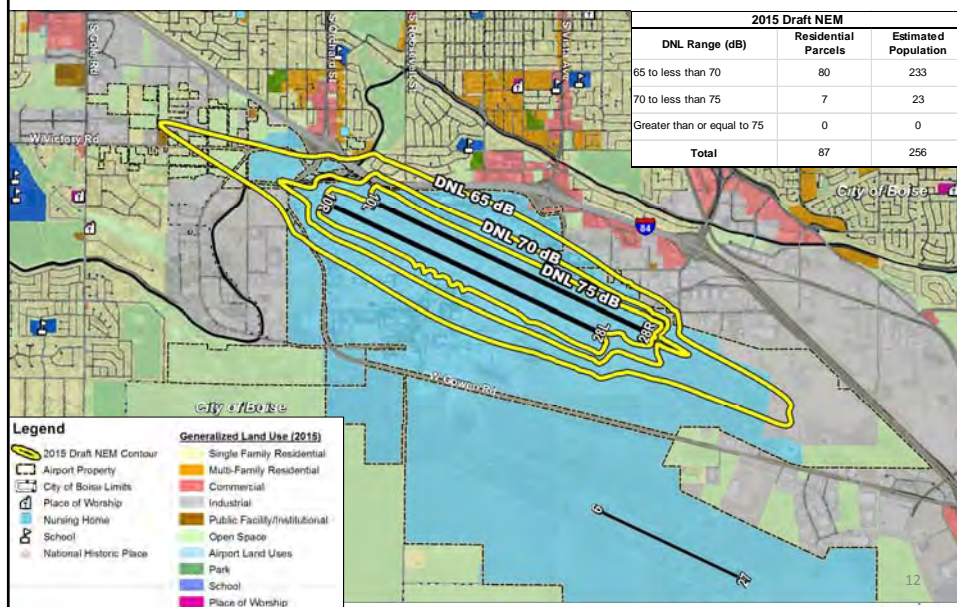 2015 Draft NEM
DNL Range (dB)
Residential Parcels
Estimated Population
65 to less than 70 80 233
70 to less than 75 7 23
Greater than or equal to 75 0 0
Total 87 256
S Cole Rd
S Orchard St
S Roosevelt St
S Vista Ave
W Victory Rd
City of Boise
84
DNL 65 dB
DNL 70 dB
DNL 75 dB
10L
28L
28R
W Gowen Rd
City of Boise
9
27
Legend
2015 Draft NEM Contour
Airport Property
City of Boise Limits
Place of Worship
Nursing Home
School
National Historic Place
Generalized Land Use (2015)
Single Family Residential
Multi-Family Residential
Commercial
Industrial
Public Facility/Institutional
Open Space
Airport Land Uses
Park
School
Place of Worship
12